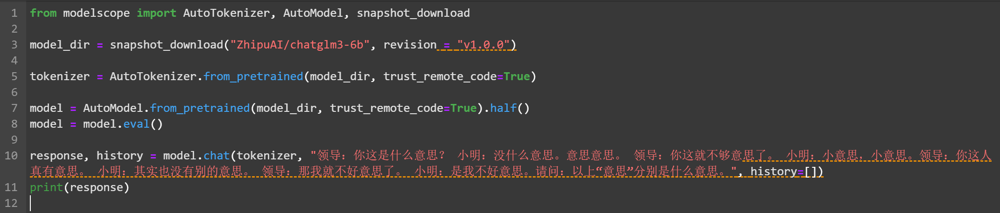 1 from modelscope import AutoTokenizer, AutoModel, snapshot_download
2
3 model_dir = snapshot_download("ZhipuAI/chatglm3-6b", revision = "v1.0.0")
4
5 tokenizer = AutoTokenizer.from_pretrained(model_dir, trust_remote_code=True)
6
7 model = AutoModel.from_pretrained(model_dir, trust_remote_code=True).half()
8 model = model.eval()
9
10 response, history = model.chat(tokenizer, "领导：你这是什么意思？ 小明：没什么意思。意思意思。 领导：你这就不够意思了。 小明：小意思，小意思。领导：你这人
真有意思。 小明：其实也没有别的意思。 领导：那我就不好意思了。 小明：是我不好意思。请问：以上“意思”分别是什么意思。", history=[])
11 print(response)
12